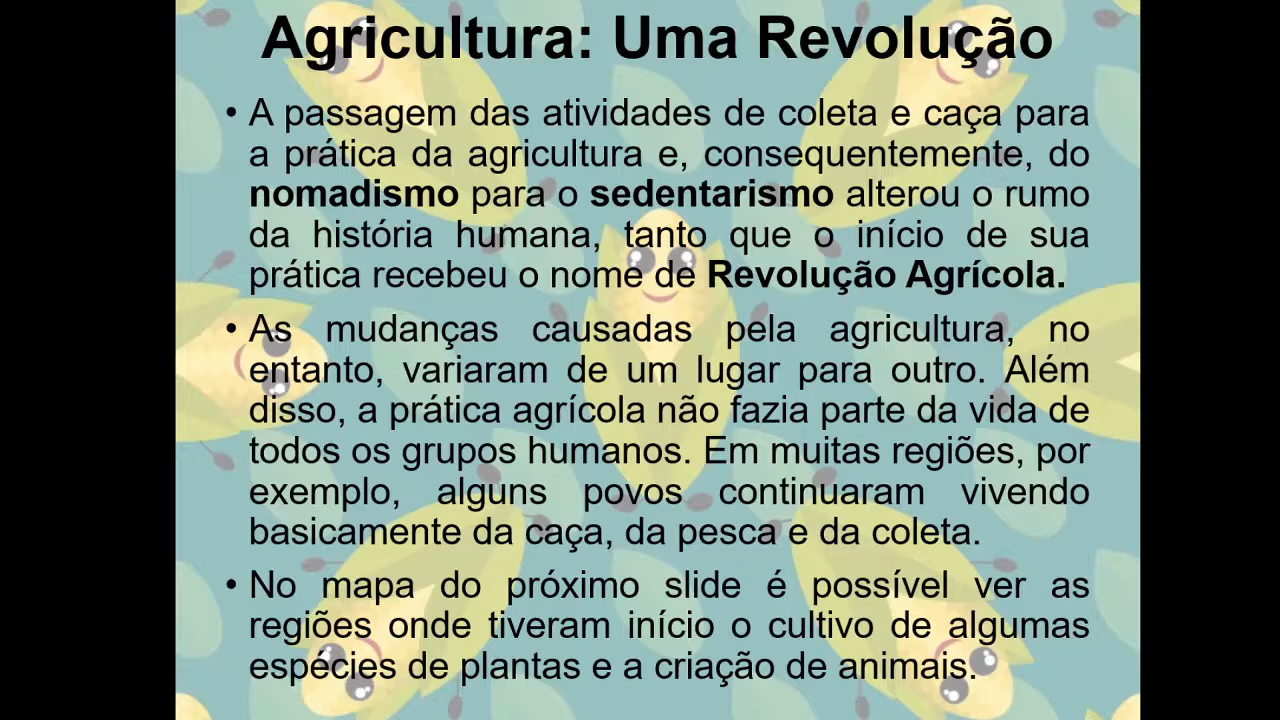 Agricultura: Uma Revolução
• A passagem das atividades de coleta e caça para
a prática da agricultura e, consequentemente, do
nomadismo para o sedentarismo alterou o rumo
da história humana, tanto que o início de sua
prática recebeu o nome de Revolução Agrícola.
• As mudanças causadas pela agricultura, no
entanto, variaram de um lugar para outro. Além
disso, a prática agrícola não fazia parte da vida de
todos os grupos humanos. Em muitas regiões, por
exemplo, alguns povos continuaram vivendo
basicamente da caça, da pesca e da coleta.
• No mapa do próximo slide é possível ver as
regiões onde tiveram início o cultivo de algumas
espécies de plantas e a criação de animais.